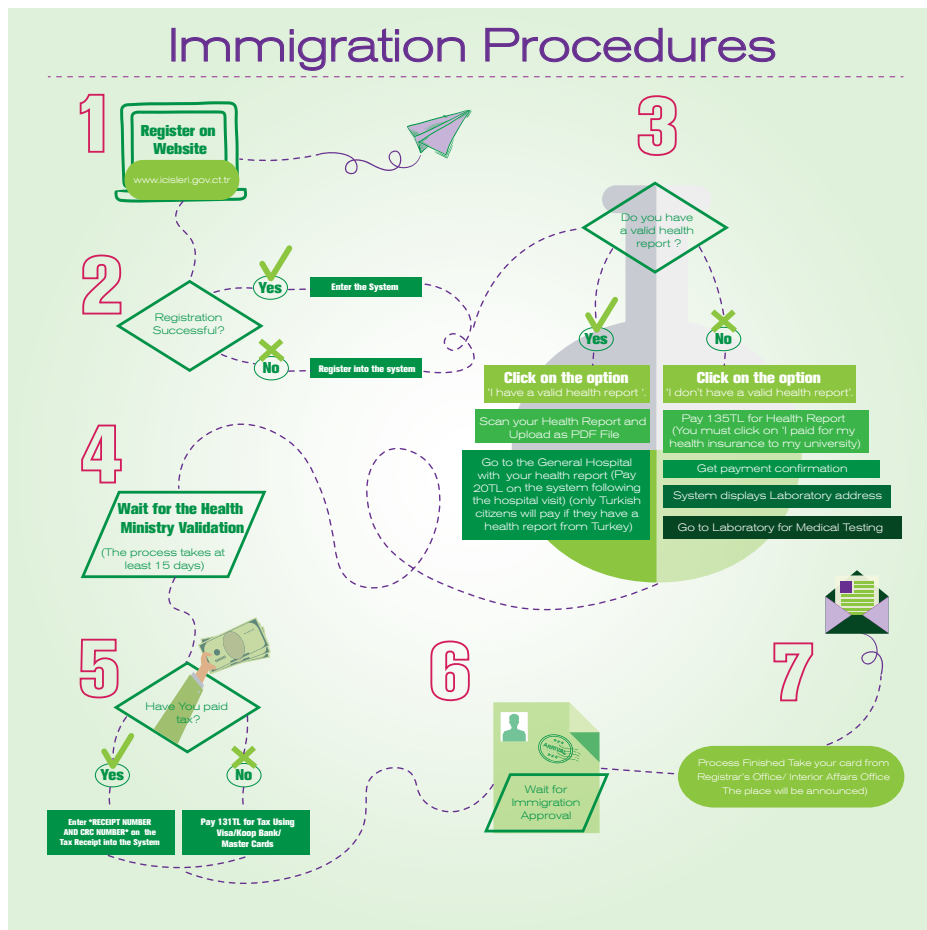 Immigration Procedures
1
Register on
Website
www.icisleri.gov.ct.tr
2
Registration
Successful?
Yes
Enter the System
No
Register into the system
3
Do you have
a valid health
report ?
Yes
Click on the option
'I have a valid health report '.
Scan your Health Report and
Upload as PDF File
Go to the General Hospital
with your health report (Pay
20TL on the system following
the hospital visit) (only Turkish
citizens will pay if they have a
health report from Turkey)
No
Click on the option
'I don't have a valid health report'.
Pay 135TL for Health Report
(You must click on 'I paid for my
health insurance to my university)
Get payment confirmation
System displays Laboratory address
Go to Laboratory for Medical Testing
4
Wait for the Health
Ministry Validation
(The process takes at
least 15 days)
5
Have You paid
tax?
Yes
Enter *RECEIPT NUMBER
AND CRC NUMBER* on the
Tax Receipt into the System
No
Pay 131TL for Tax Using
Visa/Koop Bank/
Master Cards
6
ARRIVAL
Wait for
Immigration
Approval
7
Process Finished Take your card from
Registrar's Office/ Interior Affairs Office
The place will be announced)